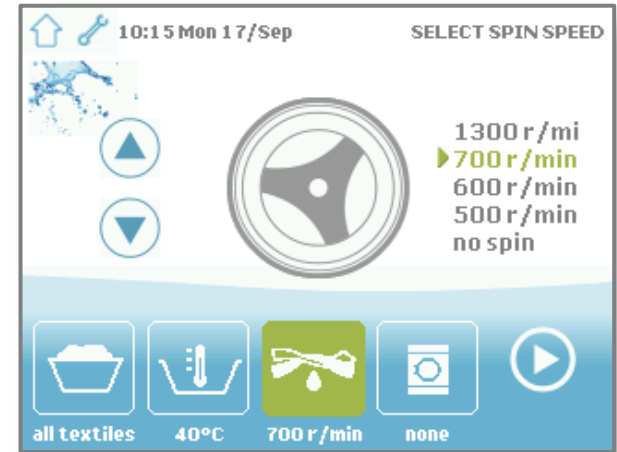 10:15 Mon 17/Sep
SELECT SPIN SPEED
1300 r/mi
700 r/min
600 r/min
500 r/min
no spin
all textiles
40°C
700 r/min
none